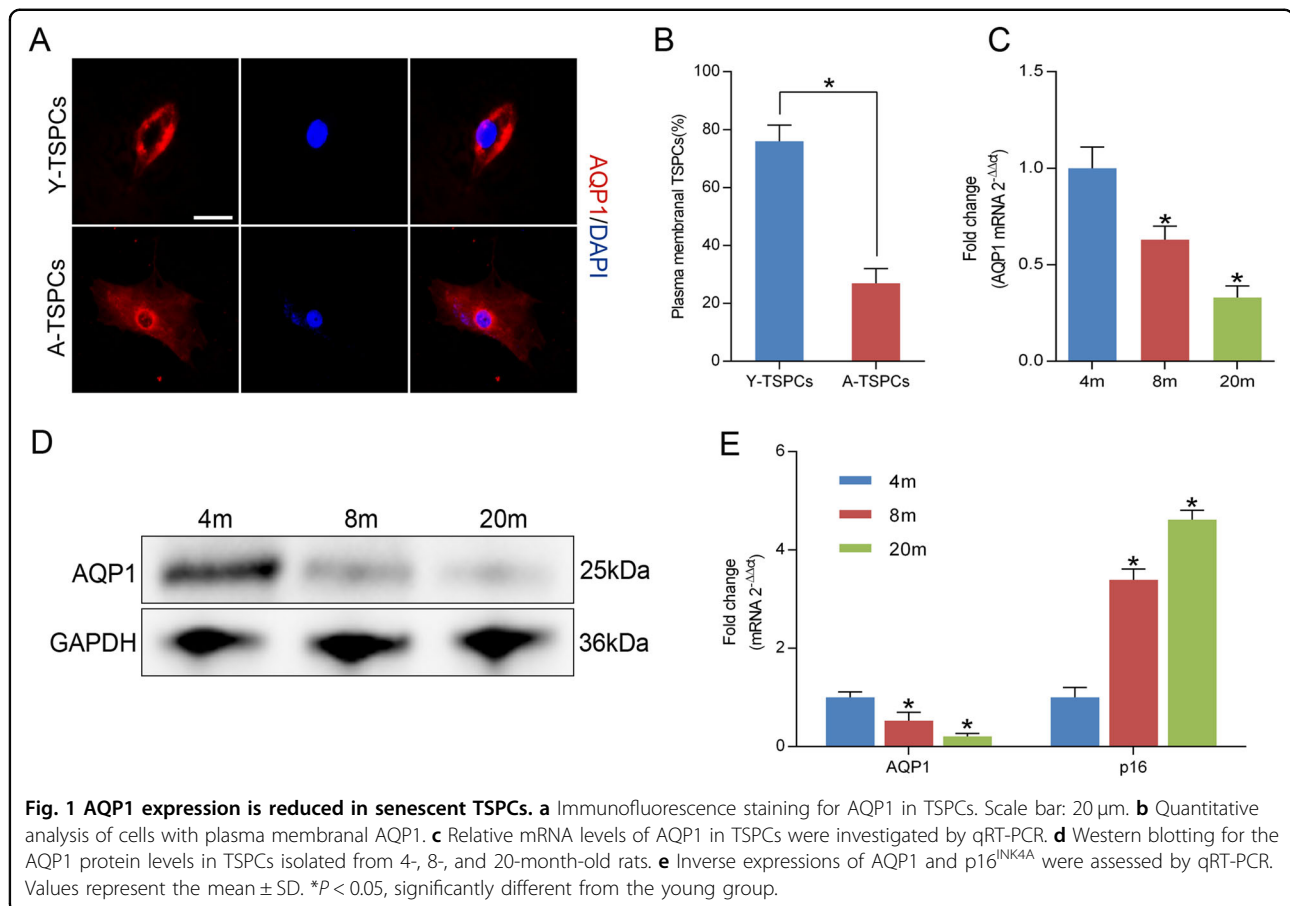 A
Y-TSPCs
A-TSPCs
AQP1/DAPI
B
Plasma membranal TSPCs(%)
100
80
60
40
20
0
*
Y-TSPCs
A-TSPCs
C
Fold change
(AQP1 mRNA 2^-ΔΔct)
1.5
1.0
0.5
0.0
*
*
4m
8m
20m
D
4m 8m 20m
AQP1 25kDa
GAPDH 36kDa
E
Fold change
(mRNA 2^-ΔΔct)
6
4
2
0
4m
8m
20m
*
*
*
*
AQP1
p16
Fig. 1 AQP1 expression is reduced in senescent TSPCs. a Immunofluorescence staining for AQP1 in TSPCs. Scale bar: 20 µm. b Quantitative
analysis of cells with plasma membranal AQP1. c Relative mRNA levels of AQP1 in TSPCs were investigated by qRT-PCR. d Western blotting for the
AQP1 protein levels in TSPCs isolated from 4-, 8-, and 20-month-old rats. e Inverse expressions of AQP1 and p16^INK4A were assessed by qRT-PCR.
Values represent the mean ± SD. *P < 0.05, significantly different from the young group.